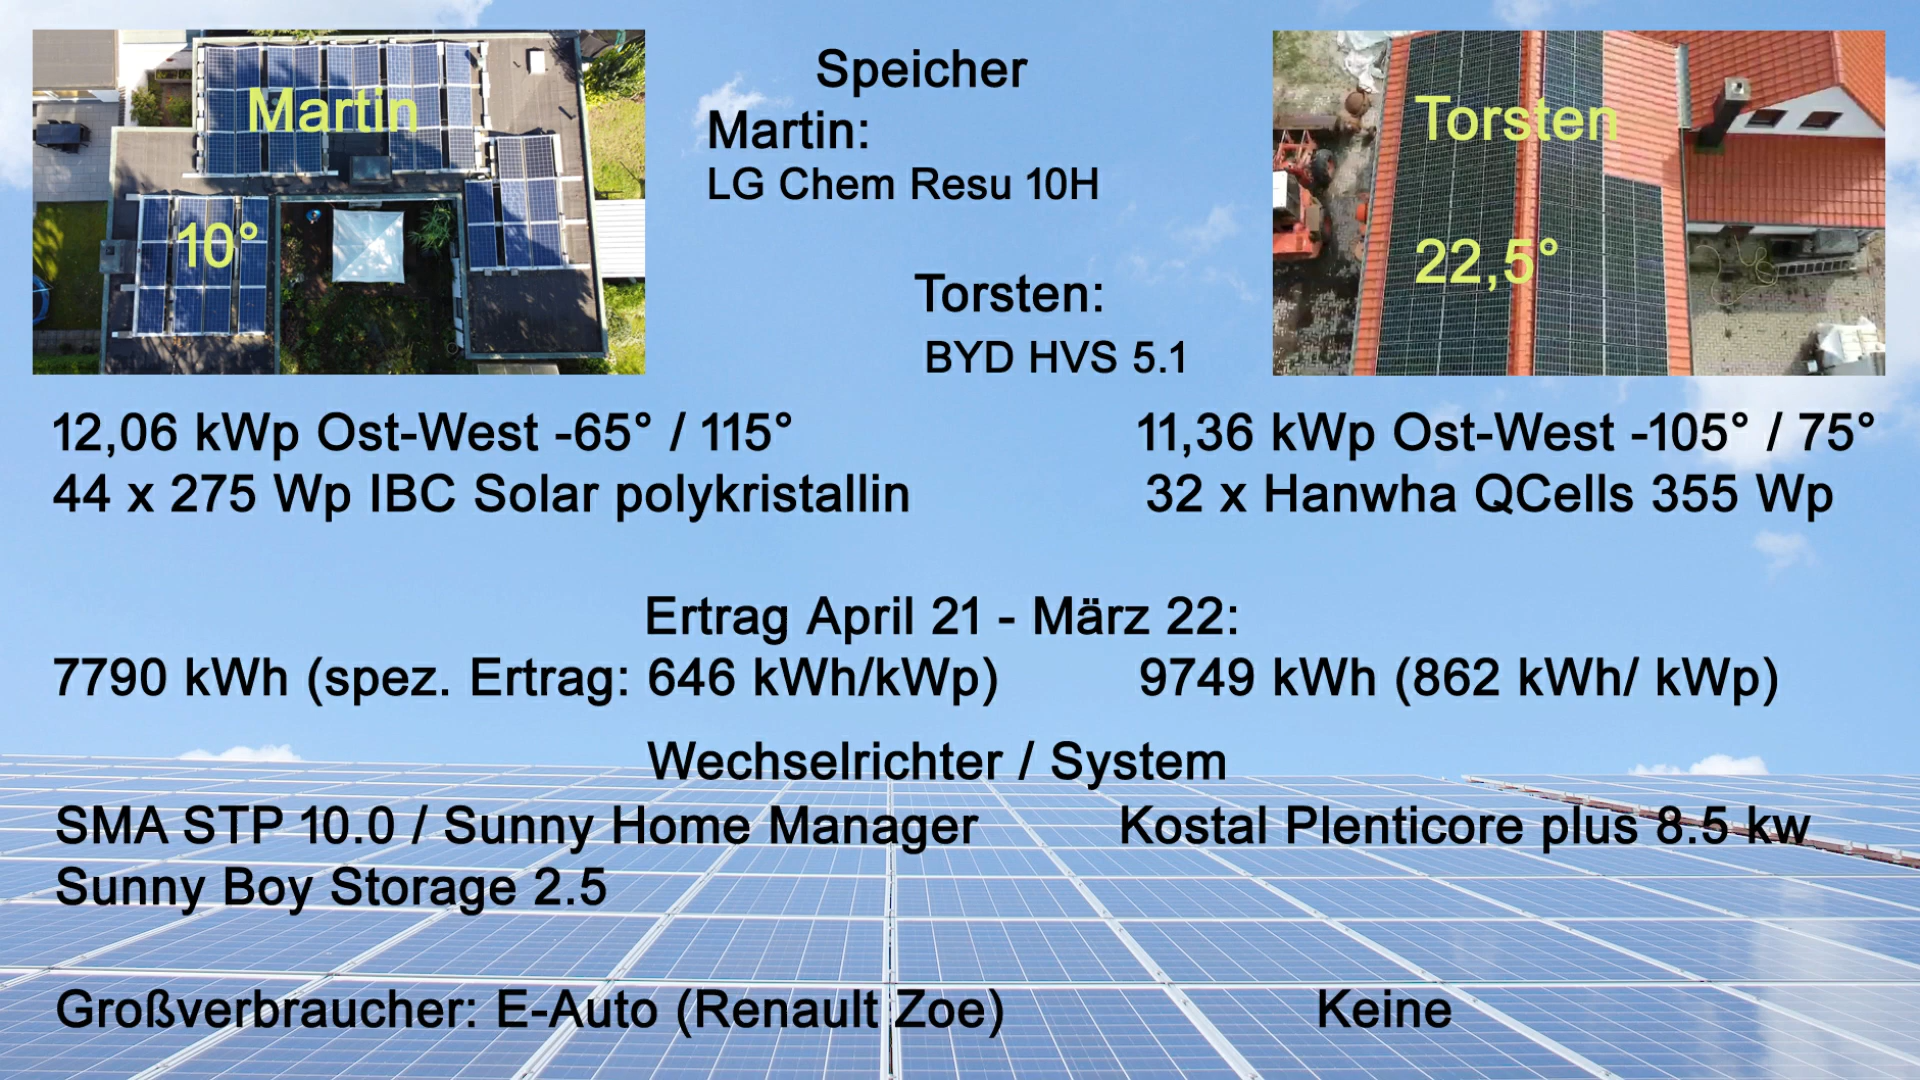 Martin
10°
Speicher
Martin:
LG Chem Resu 10H
Torsten:
BYD HVS 5.1
Torsten
22,5°
12,06 kWp Ost-West -65° / 115°
44 x 275 Wp IBC Solar polykristallin
11,36 kWp Ost-West -105° / 75°
32 x Hanwha QCells 355 Wp
Ertrag April 21 - März 22:
7790 kWh (spez. Ertrag: 646 kWh/kWp)
9749 kWh (862 kWh/ kWp)
Wechselrichter / System
SMA STP 10.0 / Sunny Home Manager
Sunny Boy Storage 2.5
Kostal Plenticore plus 8.5 kw
Großverbraucher: E-Auto (Renault Zoe)
Keine